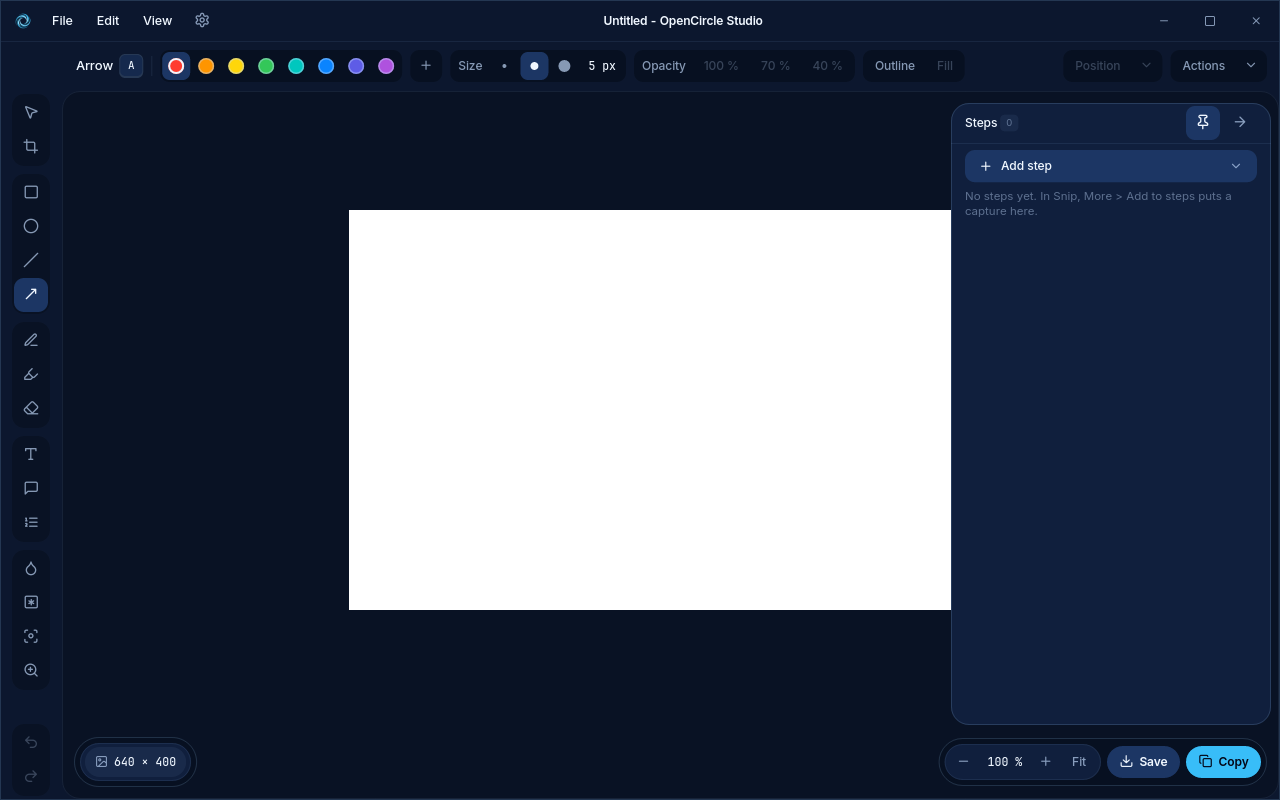 File Edit View
Untitled - OpenCircle Studio
Arrow A
Size 5 px
Opacity 100 % 70 % 40 %
Outline Fill
Position
Actions
Steps 0
Add step
No steps yet. In Snip, More > Add to steps puts a
capture here.
640 × 400
100 % Fit
Save
Copy